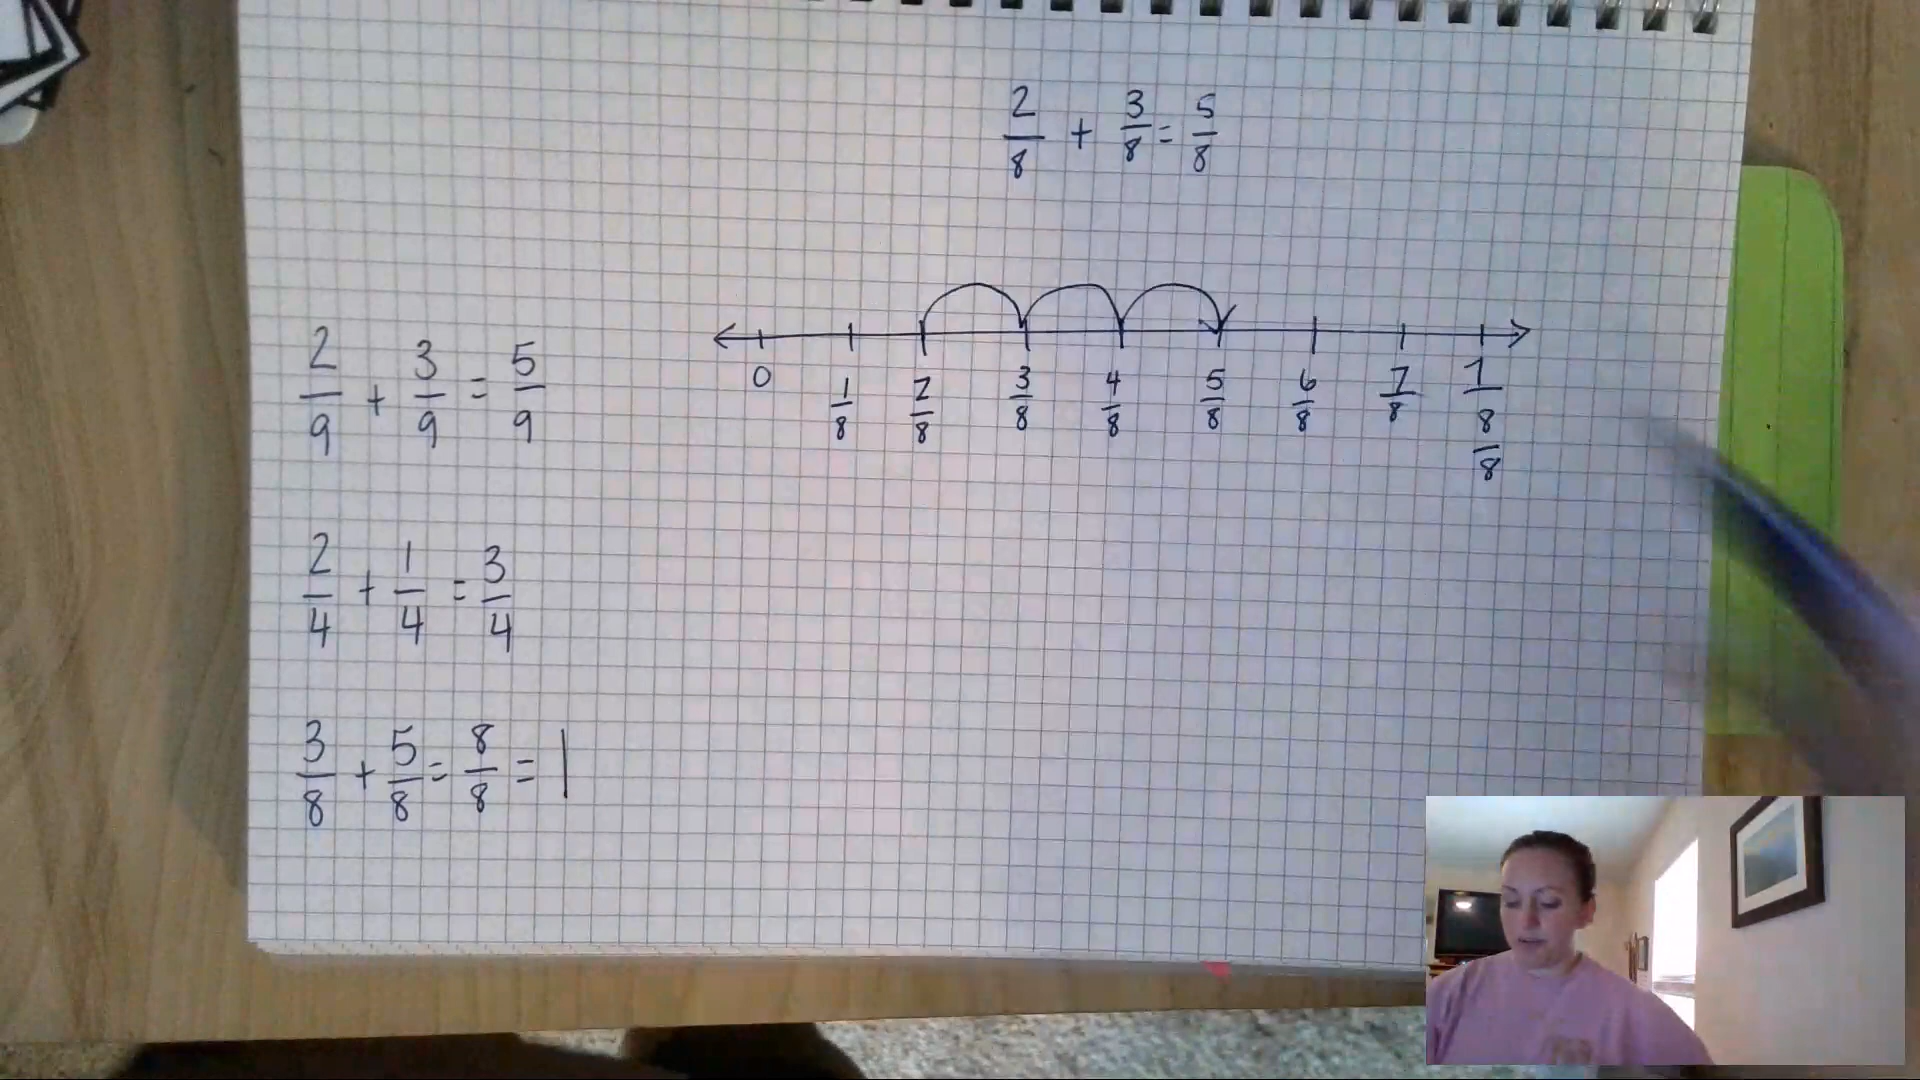 2/8 + 3/8 = 5/8
2/9 + 3/9 = 5/9
0 1/8 2/8 3/8 4/8 5/8 6/8 7/8 1
8/8
2/4 + 1/4 = 3/4
3/8 + 5/8 = 8/8 = 1